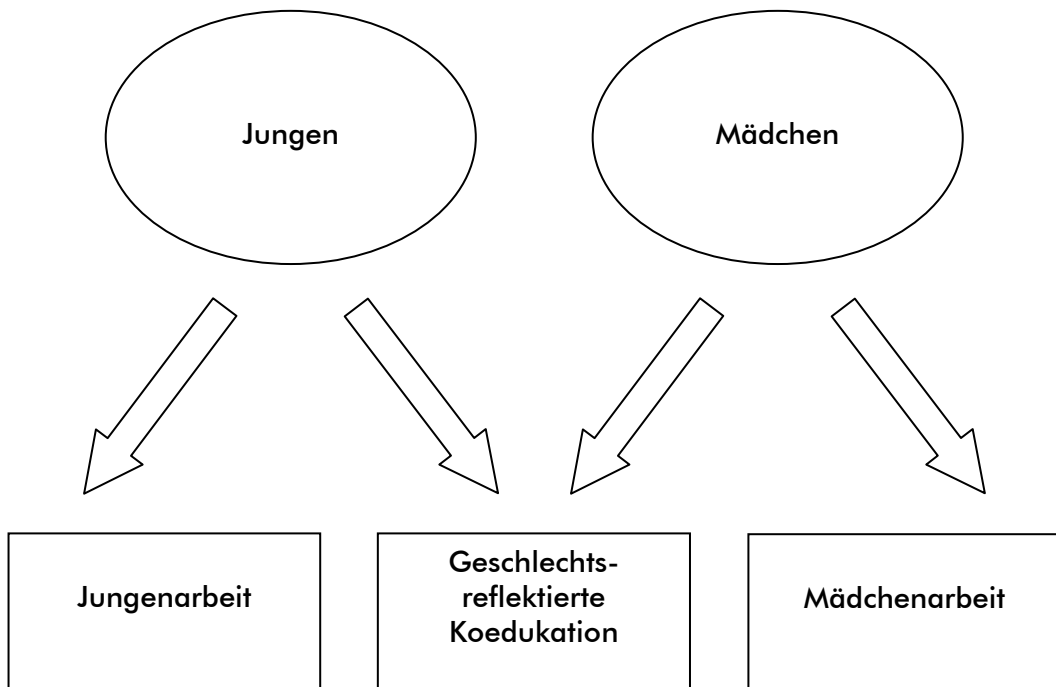 Jungen
Mädchen
Jungenarbeit
Geschlechts-
reflektierte
Koedukation
Mädchenarbeit